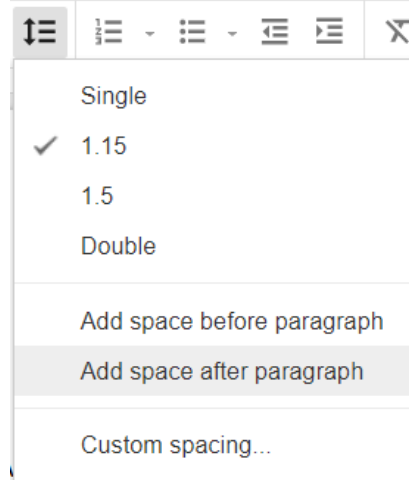 Single
1.15
1.5
Double
Add space before paragraph
Add space after paragraph
Custom spacing...